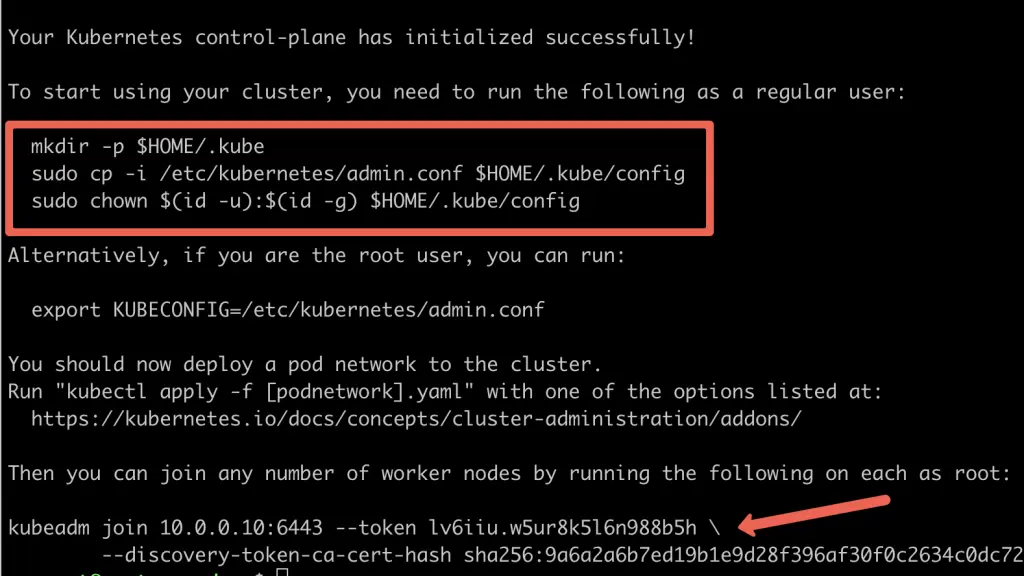 Your Kubernetes control-plane has initialized successfully!
To start using your cluster, you need to run the following as a regular user:
mkdir -p $HOME/.kube
sudo cp -i /etc/kubernetes/admin.conf $HOME/.kube/config
sudo chown $(id -u):$(id -g) $HOME/.kube/config
Alternatively, if you are the root user, you can run:
export KUBECONFIG=/etc/kubernetes/admin.conf
You should now deploy a pod network to the cluster.
Run "kubectl apply -f [podnetwork].yaml" with one of the options listed at:
https://kubernetes.io/docs/concepts/cluster-administration/addons/
Then you can join any number of worker nodes by running the following on each as root:
kubeadm join 10.0.0.10:6443 --token lv6iiu.w5ur8k5l6n988b5h \
--discovery-token-ca-cert-hash sha256:9a6a2a6b7ed19b1e9d28f396af30f0c2634c0dc72